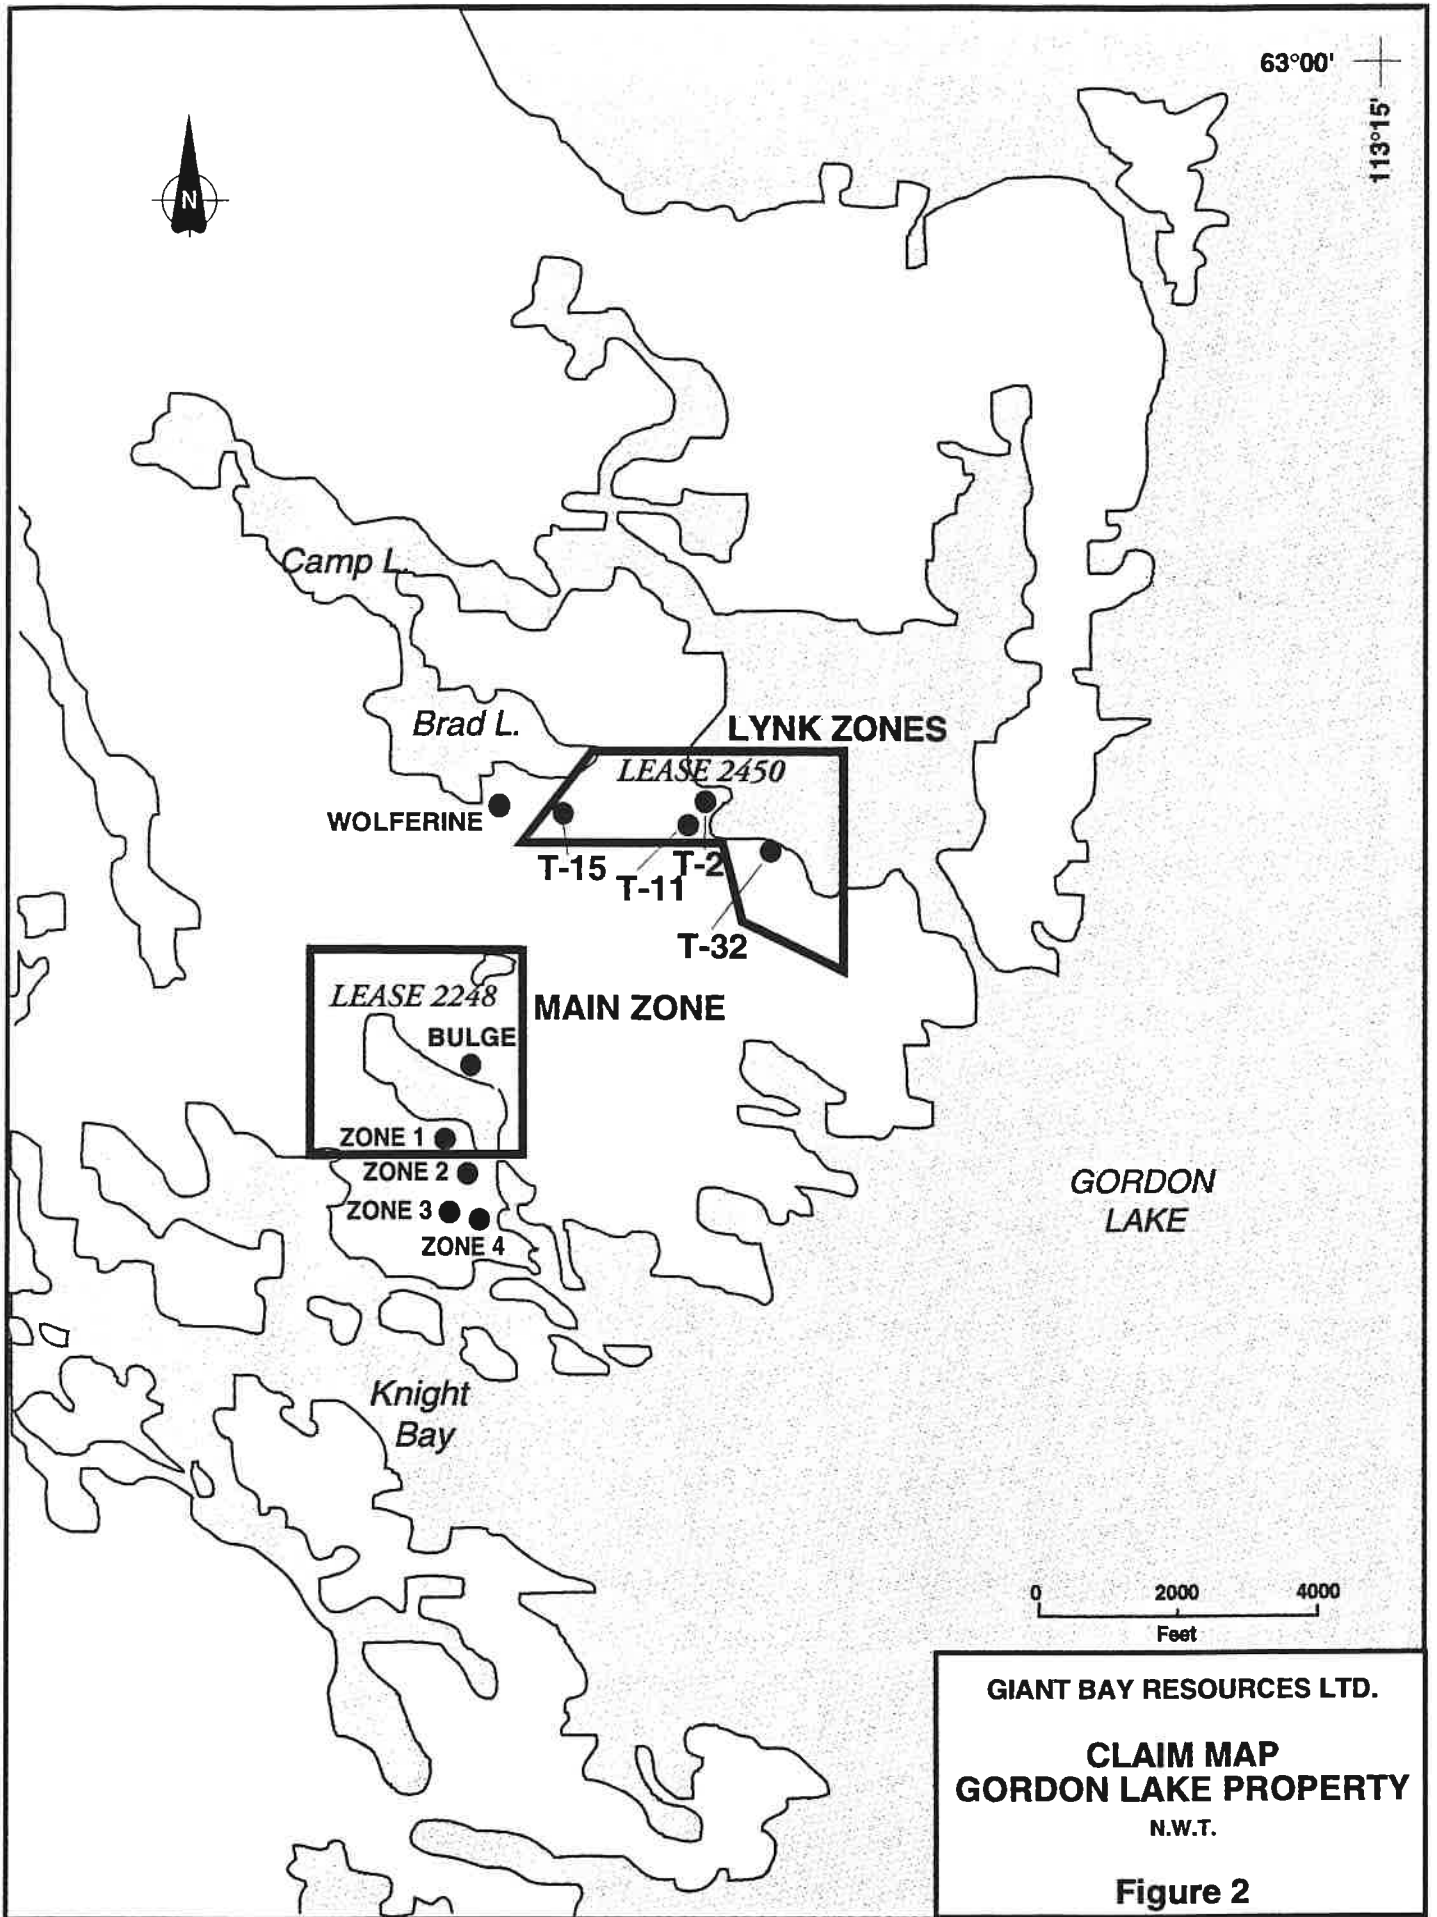 63°00'
113°15'
N
Camp L.
Brad L.
LYNK ZONES
LEASE 2450
WOLFERINE
T-15
T-11
T-2
T-32
LEASE 2248
MAIN ZONE
BULGE
ZONE 1
ZONE 2
ZONE 3
ZONE 4
GORDON
LAKE
Knight
Bay
0 2000 4000
Feet
GIANT BAY RESOURCES LTD.
CLAIM MAP
GORDON LAKE PROPERTY
N.W.T.
Figure 2